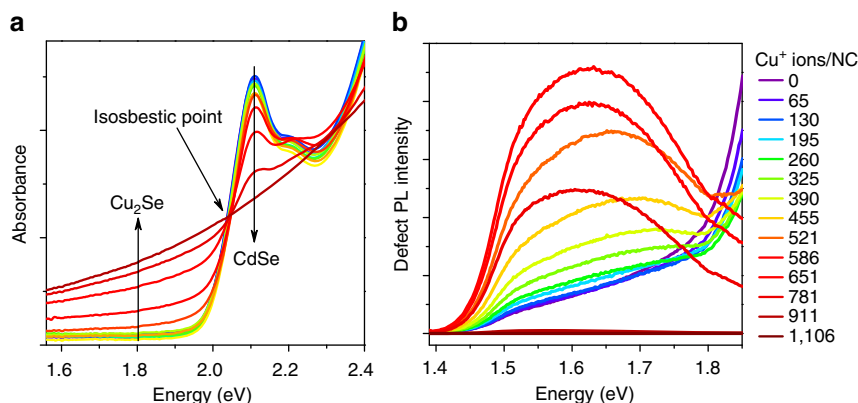 a
Absorbance
Isosbestic point
Cu₂Se
CdSe
1.6 1.8 2.0 2.2 2.4
Energy (eV)
b
Defect PL intensity
1.4 1.5 1.6 1.7 1.8
Energy (eV)
Cu⁺ ions/NC
0
65
130
195
260
325
390
455
521
586
651
781
911
1,106